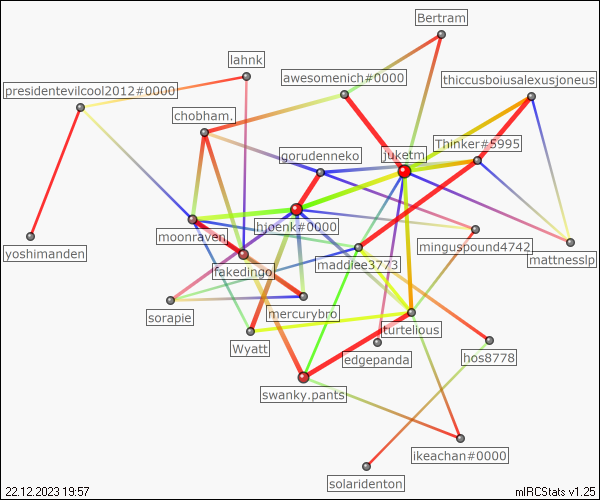 Bertram
lahnk
awesomenich#0000
thiccusboiusalexusjoneus
presidentevilcool2012#0000
chobham.
Thinker#5995
gorudenneko
juketm
hjoenk#0000
moonraven.
minguspound4742
mattnesslp
yoshimanden
fakedingo
maddiee3773
sorapie
mercurybro
turtelious
Wyatt
edgepanda
hos8778
swanky.pants
ikeachan#0000
solaridenton
22.12.2023 19:57
mIRCStats v1.25